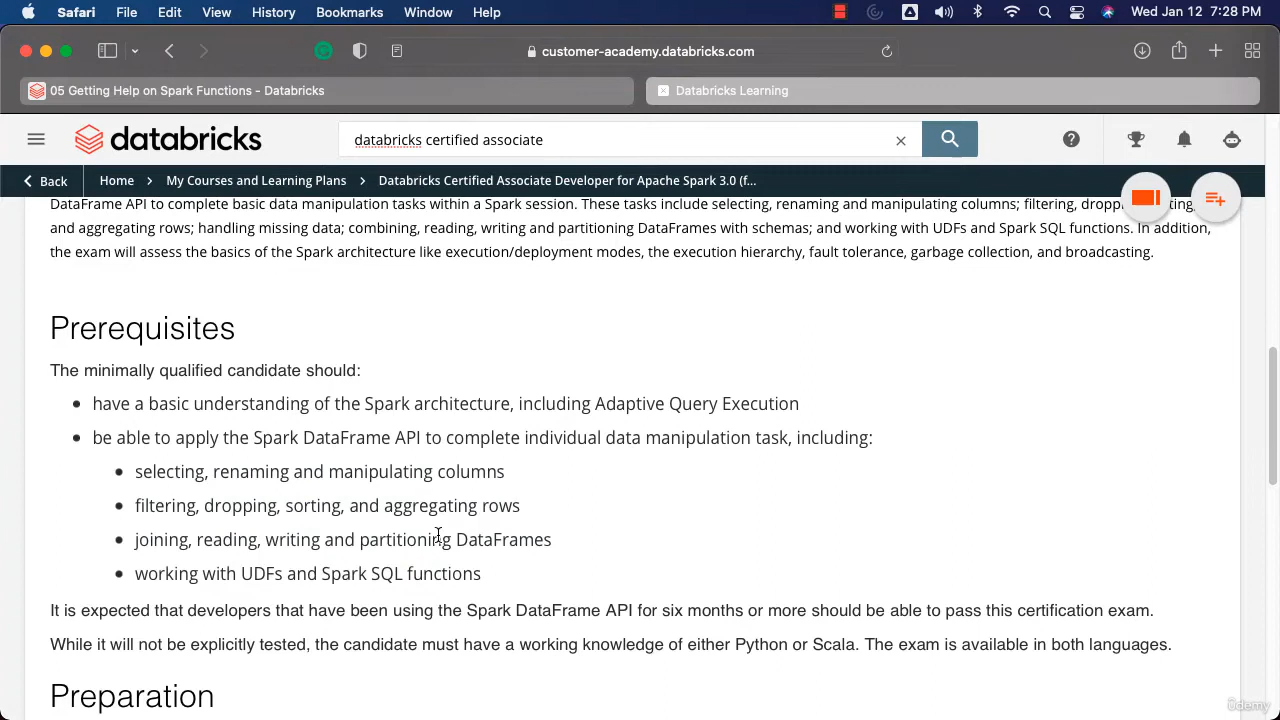 Safari File Edit View History Bookmarks Window Help Wed Jan 12 7:28 PM
customer-academy.databricks.com
05 Getting Help on Spark Functions - Databricks Databricks Learning
databricks databricks certified associate
Back Home My Courses and Learning Plans Databricks Certified Associate Developer for Apache Spark 3.0 (f...
DataFrame API to complete basic data manipulation tasks within a Spark session. These tasks include selecting, renaming and manipulating columns; filtering,
and aggregating rows; handling missing data; combining, reading, writing and partitioning DataFrames with schemas; and working with UDFs and Spark SQL functions. In addition,
the exam will assess the basics of the Spark architecture like execution/deployment modes, the execution hierarchy, fault tolerance, garbage collection, and broadcasting.
Prerequisites
The minimally qualified candidate should:
have a basic understanding of the Spark architecture, including Adaptive Query Execution
be able to apply the Spark DataFrame API to complete individual data manipulation task, including:
selecting, renaming and manipulating columns
filtering, dropping, sorting, and aggregating rows
joining, reading, writing and partitioning DataFrames
working with UDFs and Spark SQL functions
It is expected that developers that have been using the Spark DataFrame API for six months or more should be able to pass this certification exam.
While it will not be explicitly tested, the candidate must have a working knowledge of either Python or Scala. The exam is available in both languages.
Preparation
ûdemy